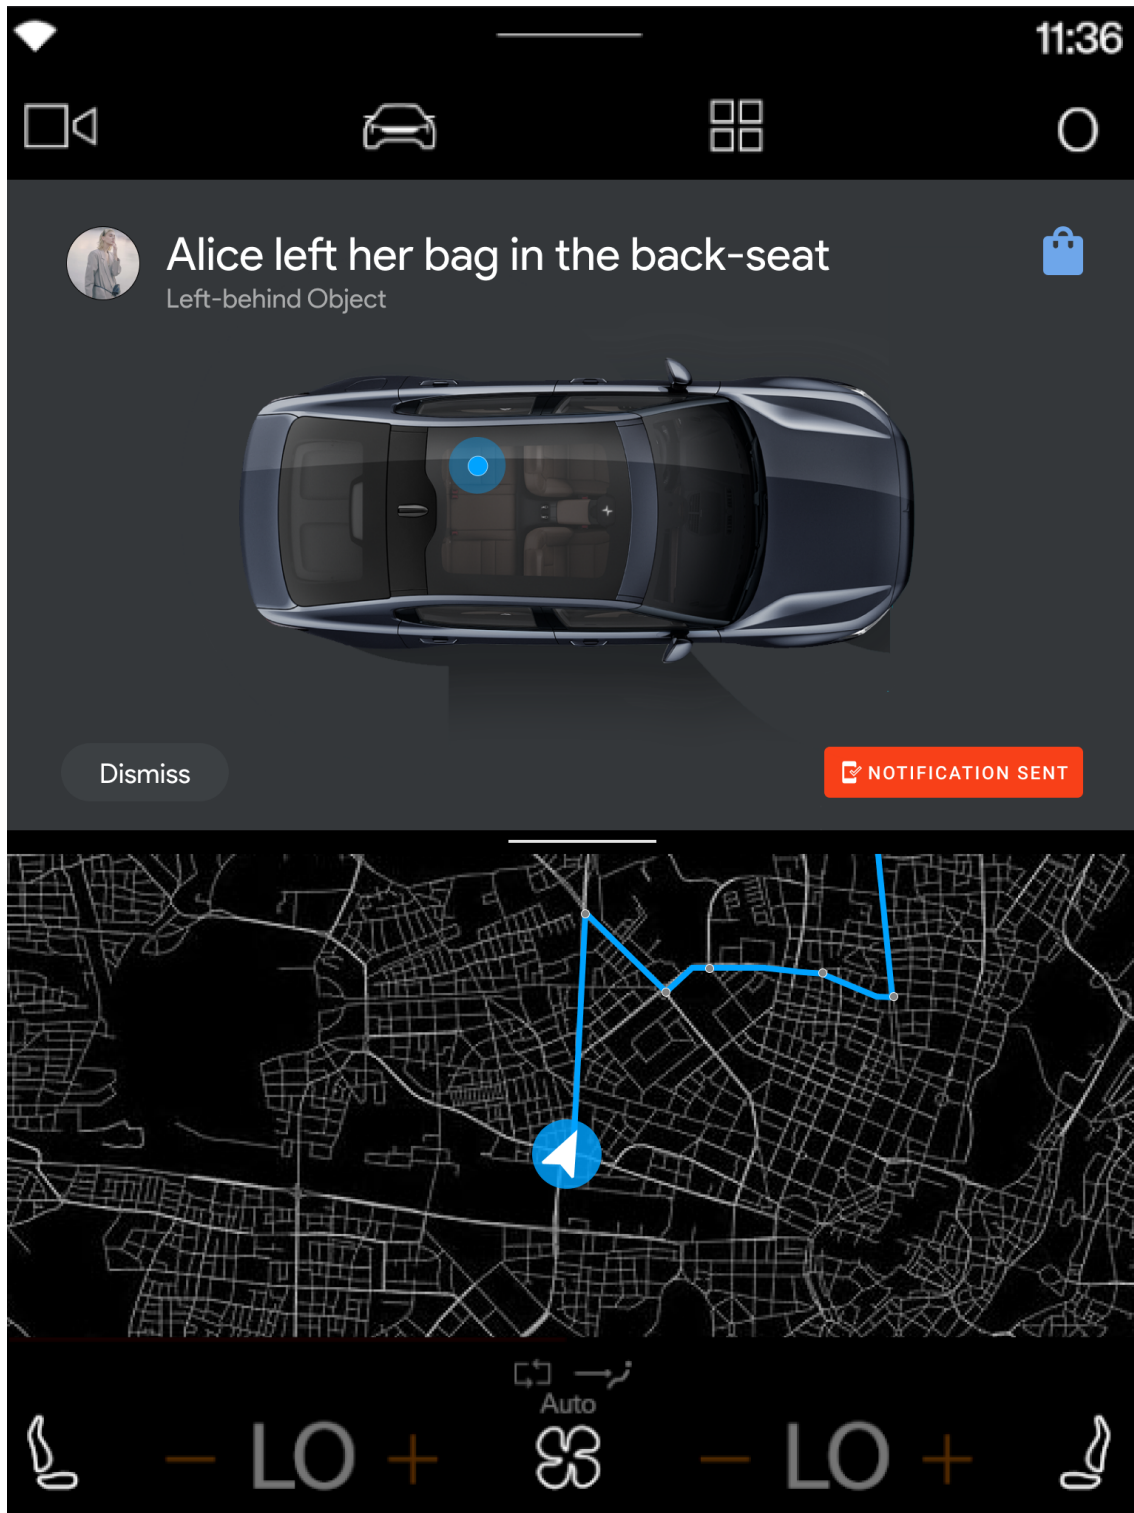 11:36
Alice left her bag in the back-seat
Left-behind Object
Dismiss
NOTIFICATION SENT
Auto
LO
LO